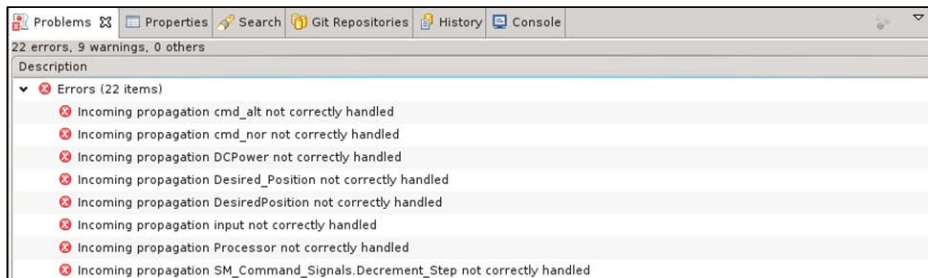 Problems Properties Search Git Repositories History Console
22 errors, 9 warnings, 0 others
Description
Errors (22 items)
Incoming propagation cmd_alt not correctly handled
Incoming propagation cmd_nor not correctly handled
Incoming propagation DCPower not correctly handled
Incoming propagation Desired_Position not correctly handled
Incoming propagation DesiredPosition not correctly handled
Incoming propagation input not correctly handled
Incoming propagation Processor not correctly handled
Incoming propagation SM_Command_Signals.Decrement_Step not correctly handled